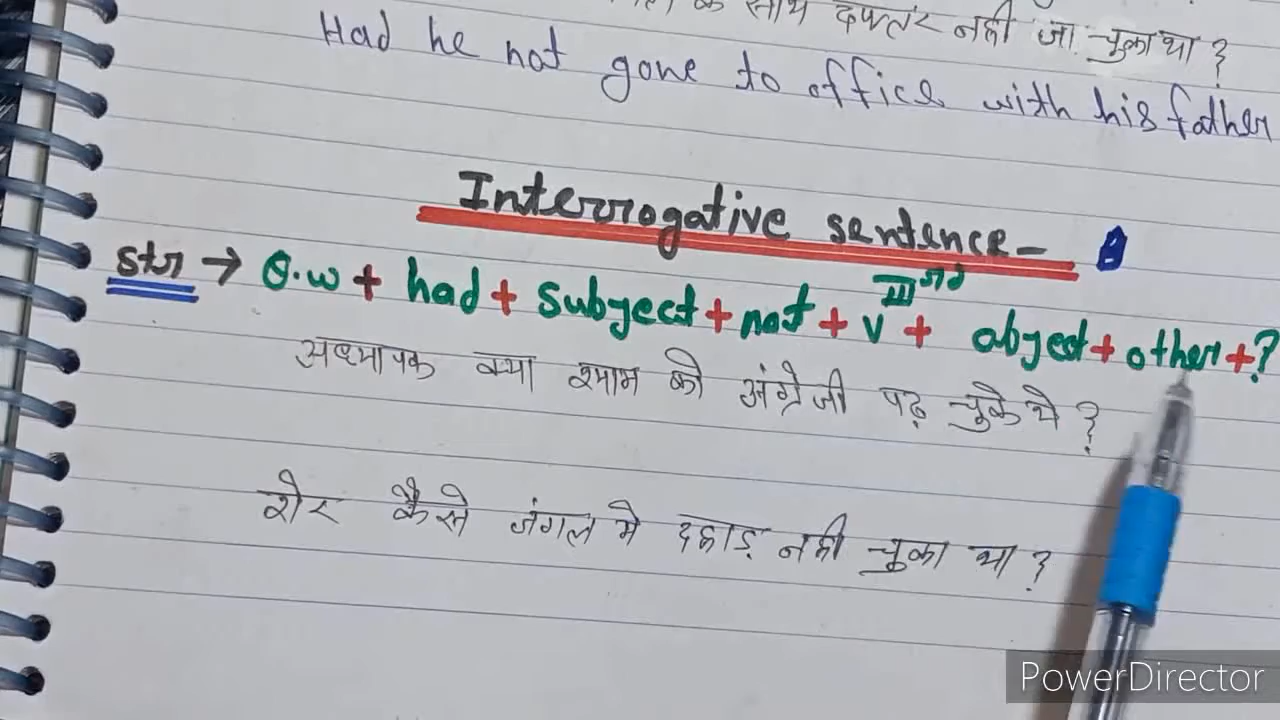 के साथ दफ्तर नही जा चुका था ?
Had he not gone to office with his father
Interrogative sentence –
Str → Q.w + had + Subject + not + V IIIrd + object + other + ?
अध्यापक क्या श्याम को अंग्रेजी पढ़ चुके थे ?
शेर कैसे जंगल मे दहाड़ नही चुका था ?
PowerDirector